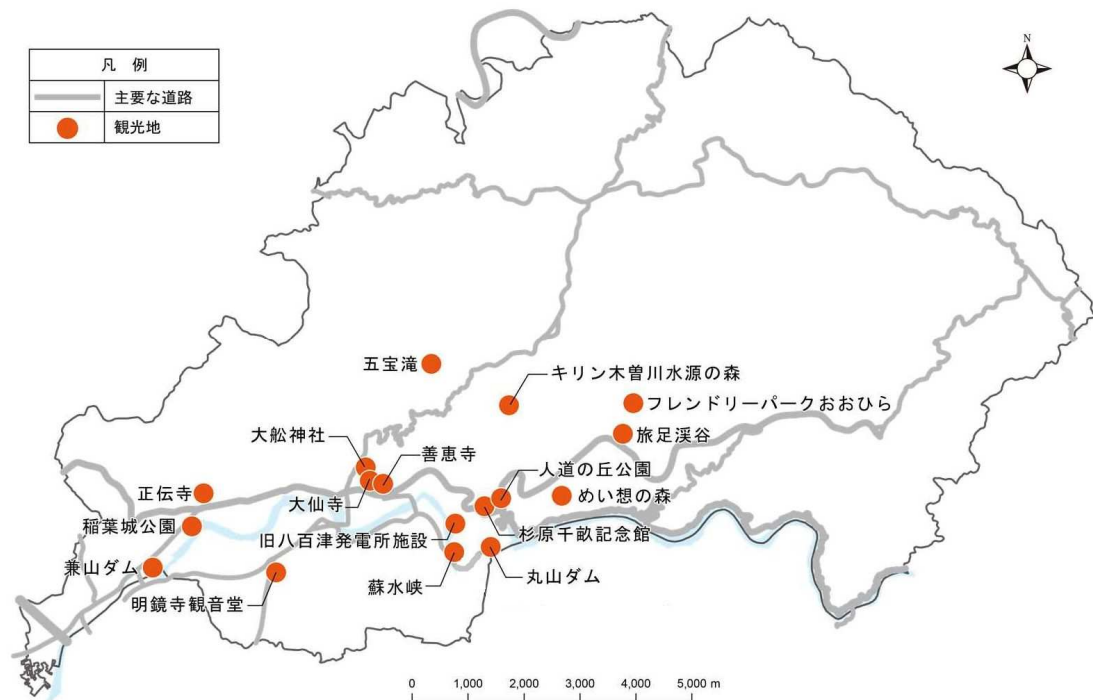 凡 例
主要な道路
観光地
N
五宝滝
キリン木曽川水源の森
フレンドリーパークおおひら
旅足渓谷
大舩神社
善恵寺
人道の丘公園
めい想の森
正伝寺
大仙寺
稲葉城公園
旧八百津発電所施設
杉原千畝記念館
兼山ダム
蘇水峡
丸山ダム
明鏡寺観音堂
0 1,000 2,000 3,000 4,000 5,000 m